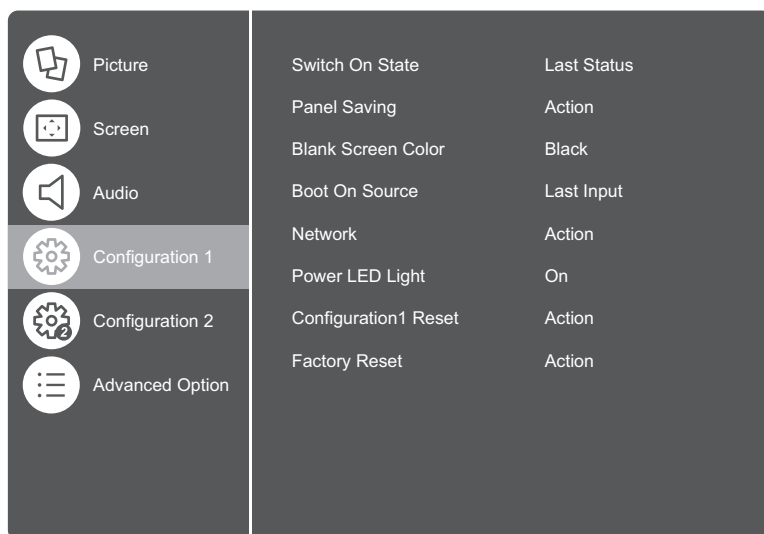 Picture
Screen
Audio
Configuration 1
2
Configuration 2
Advanced Option
Switch On State Last Status
Panel Saving Action
Blank Screen Color Black
Boot On Source Last Input
Network Action
Power LED Light On
Configuration1 Reset Action
Factory Reset Action